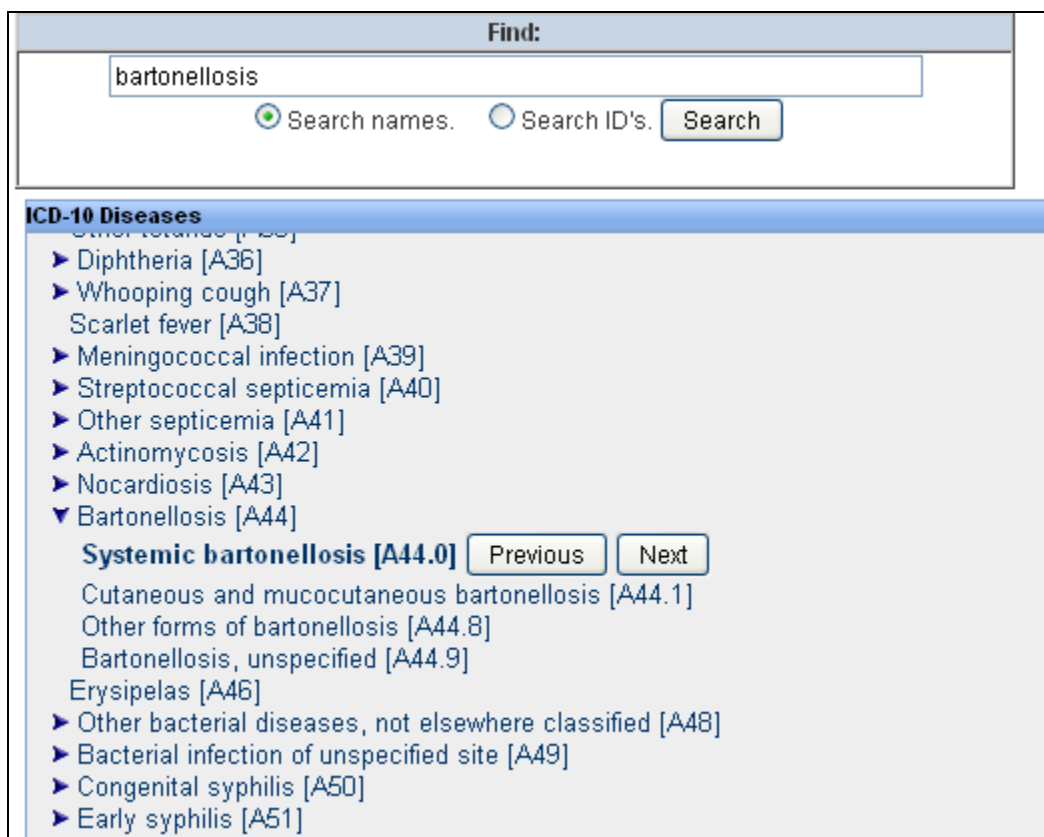 Find:
bartonellosis
Search names. Search ID's. Search
ICD-10 Diseases
Diphtheria [A36]
Whooping cough [A37]
Scarlet fever [A38]
Meningococcal infection [A39]
Streptococcal septicemia [A40]
Other septicemia [A41]
Actinomycosis [A42]
Nocardiosis [A43]
Bartonellosis [A44]
Systemic bartonellosis [A44.0] Previous Next
Cutaneous and mucocutaneous bartonellosis [A44.1]
Other forms of bartonellosis [A44.8]
Bartonellosis, unspecified [A44.9]
Erysipelas [A46]
Other bacterial diseases, not elsewhere classified [A48]
Bacterial infection of unspecified site [A49]
Congenital syphilis [A50]
Early syphilis [A51]